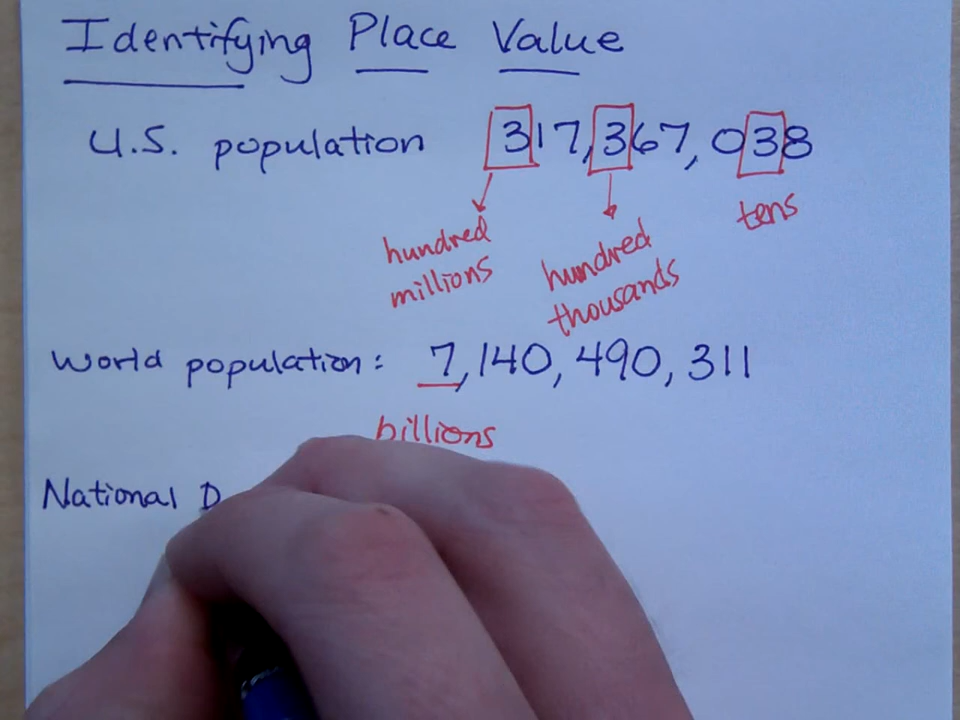 Identifying Place Value
U.S. population 317,367,038
tens
hundred
millions
hundred
thousands
World population: 7,140,490,311
billions
National D